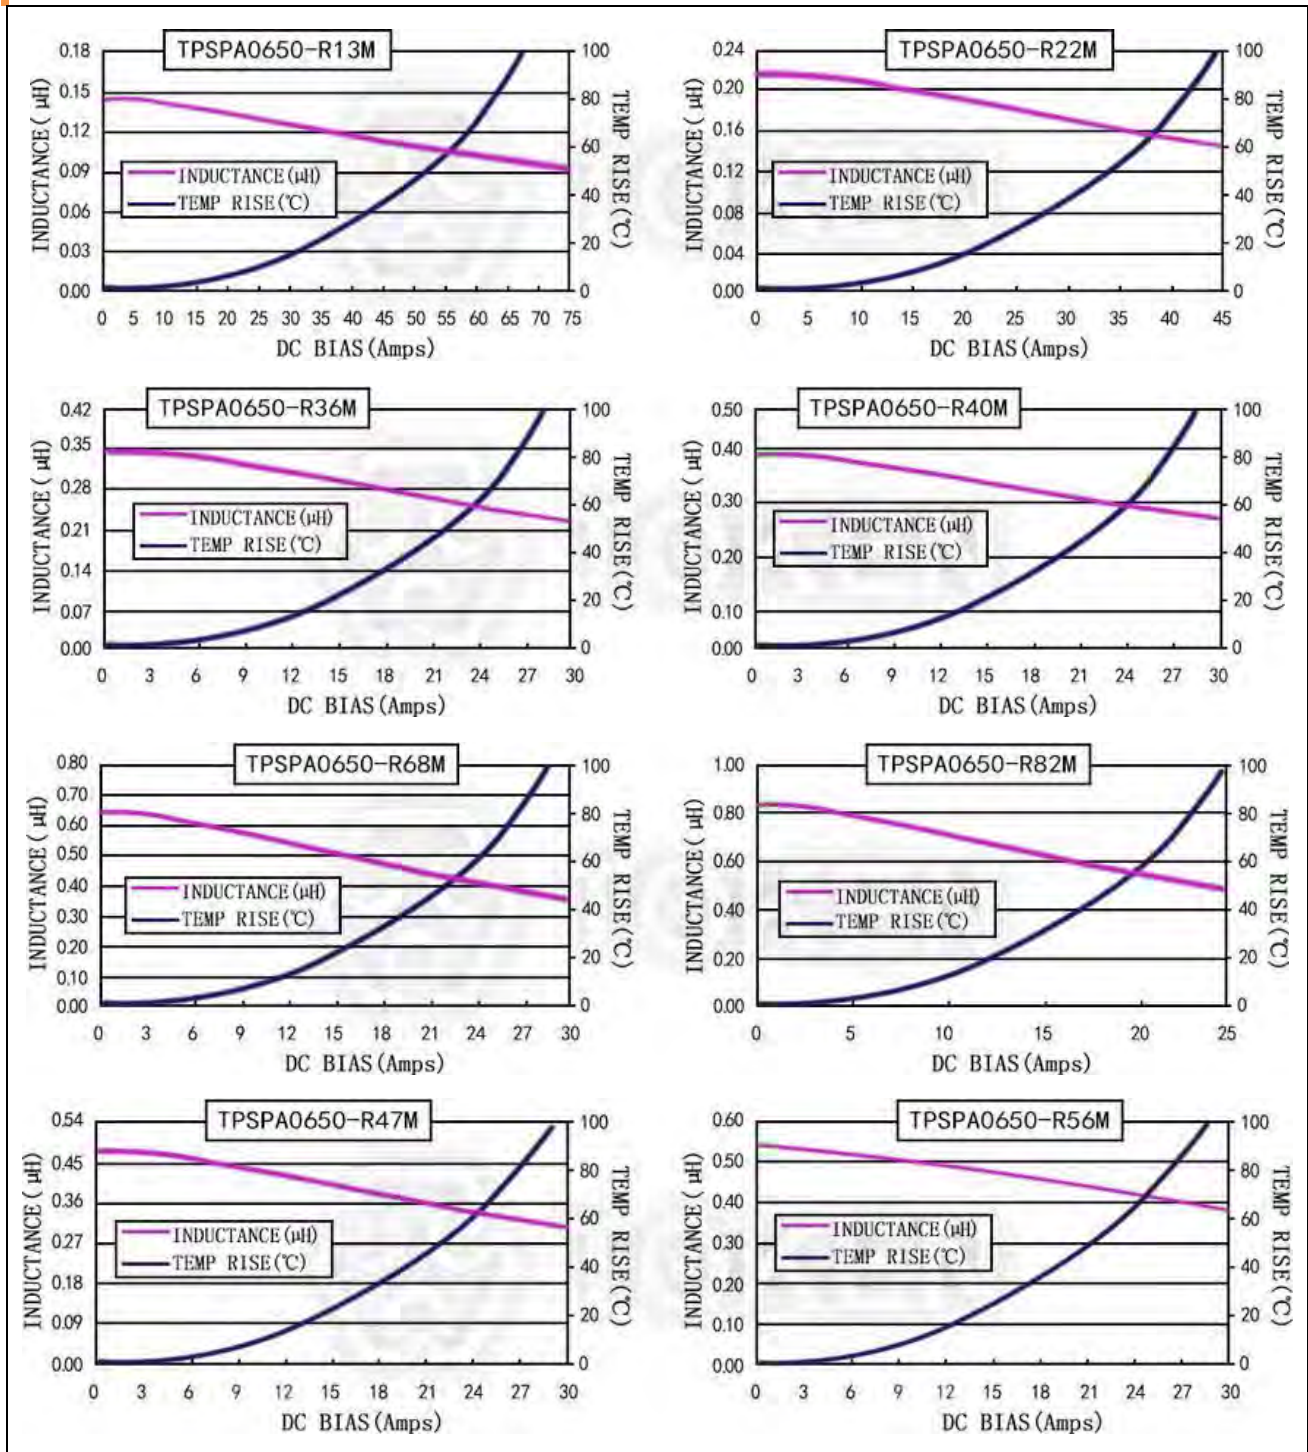 TPSPA0650-R13M
INDUCTANCE( μH)
0.18
0.15
0.12
0.09
0.06
0.03
0.00
INDUCTANCE(μH)
TEMP RISE(℃)
100
80
60
40
20
0
TEMP RISE(℃)
0 5 10 15 20 25 30 35 40 45 50 55 60 65 70 75
DC BIAS(Amps)
TPSPA0650-R22M
INDUCTANCE( μH)
0.24
0.20
0.16
0.12
0.08
0.04
0.00
INDUCTANCE(μH)
TEMP RISE(℃)
100
80
60
40
20
0
TEMP RISE(℃)
0 5 10 15 20 25 30 35 40 45
DC BIAS(Amps)
TPSPA0650-R36M
INDUCTANCE( μH)
0.42
0.35
0.28
0.21
0.14
0.07
0.00
INDUCTANCE(μH)
TEMP RISE(℃)
100
80
60
40
20
0
TEMP RISE(℃)
0 3 6 9 12 15 18 21 24 27 30
DC BIAS(Amps)
TPSPA0650-R40M
INDUCTANCE( μH)
0.50
0.40
0.30
0.20
0.10
0.00
INDUCTANCE(μH)
TEMP RISE(℃)
100
80
60
40
20
0
TEMP RISE(℃)
0 3 6 9 12 15 18 21 24 27 30
DC BIAS(Amps)
TPSPA0650-R68M
INDUCTANCE( μH)
0.80
0.70
0.60
0.50
0.40
0.30
0.20
0.10
0.00
INDUCTANCE(μH)
TEMP RISE(℃)
100
80
60
40
20
0
TEMP RISE(℃)
0 3 6 9 12 15 18 21 24 27 30
DC BIAS(Amps)
TPSPA0650-R82M
INDUCTANCE( μH)
1.00
0.80
0.60
0.40
0.20
0.00
INDUCTANCE(μH)
TEMP RISE(℃)
100
80
60
40
20
0
TEMP RISE(℃)
0 5 10 15 20 25
DC BIAS(Amps)
TPSPA0650-R47M
INDUCTANCE( μH)
0.54
0.45
0.36
0.27
0.18
0.09
0.00
INDUCTANCE(μH)
TEMP RISE(℃)
100
80
60
40
20
0
TEMP RISE(℃)
0 3 6 9 12 15 18 21 24 27 30
DC BIAS(Amps)
TPSPA0650-R56M
INDUCTANCE( μH)
0.60
0.50
0.40
0.30
0.20
0.10
0.00
INDUCTANCE(μH)
TEMP RISE(℃)
100
80
60
40
20
0
TEMP RISE(℃)
0 3 6 9 12 15 18 21 24 27 30
DC BIAS(Amps)